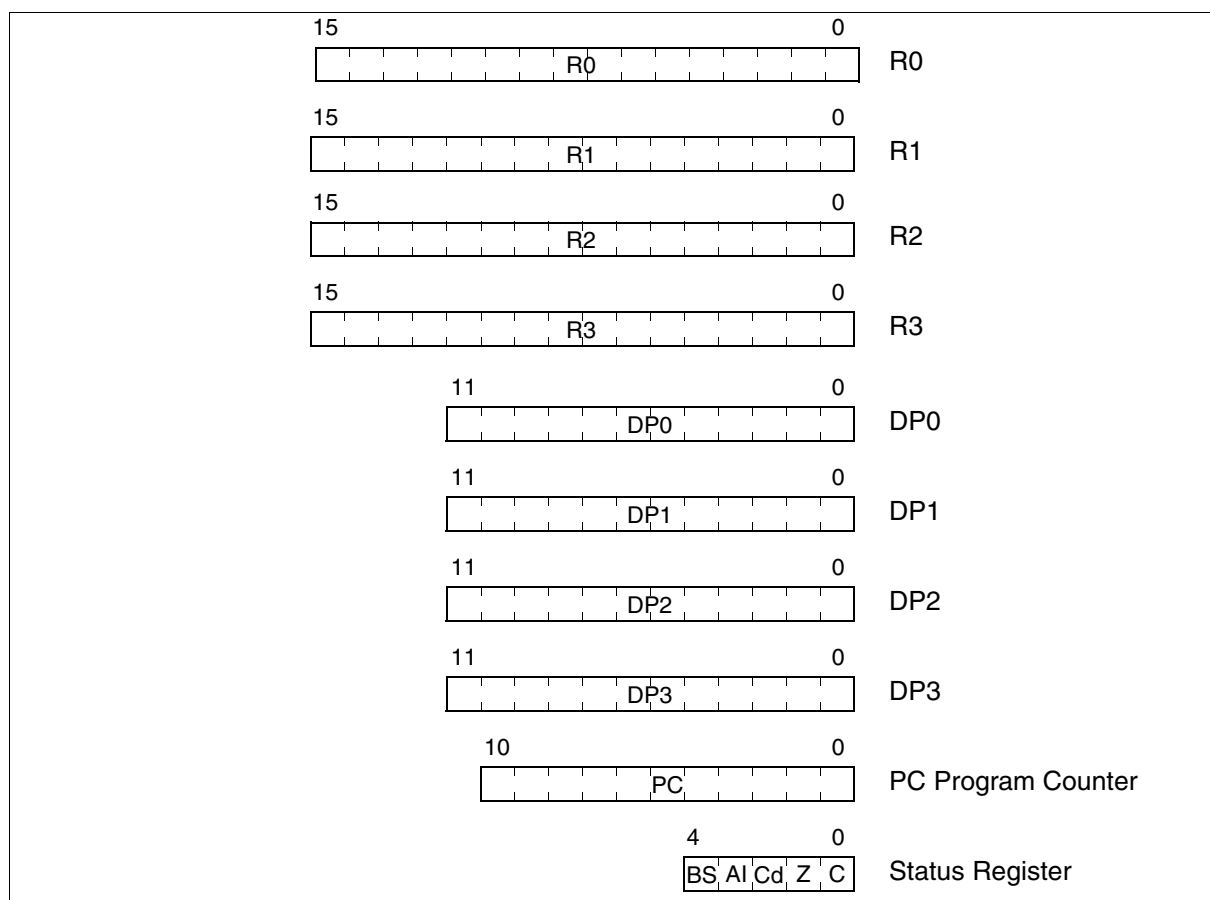 15 0
R0 R0
15 0
R1 R1
15 0
R2 R2
15 0
R3 R3
11 0
DP0 DP0
11 0
DP1 DP1
11 0
DP2 DP2
11 0
DP3 DP3
10 0
PC PC Program Counter
4 0
BS AI Cd Z C Status Register